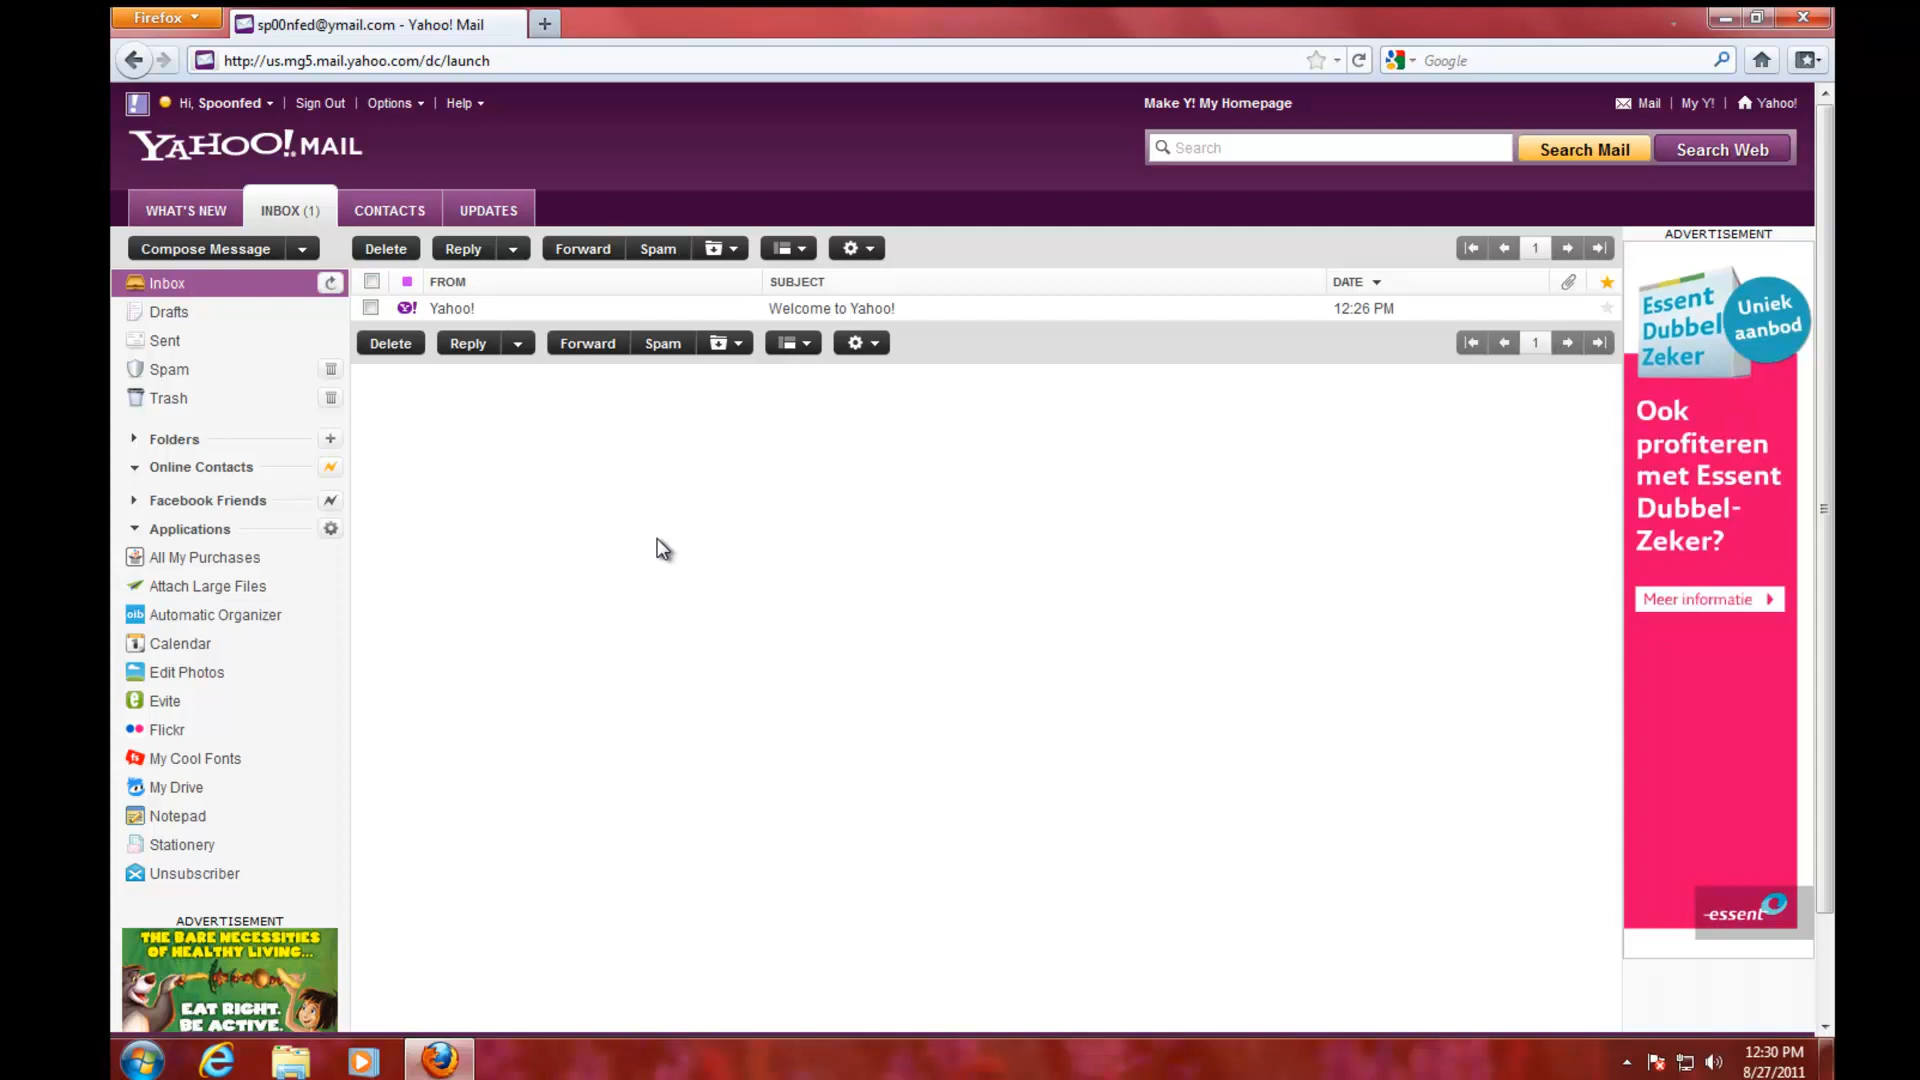 Firefox
sp00nfed@ymail.com - Yahoo! Mail
http://us.mg5.mail.yahoo.com/dc/launch
Google
Hi, Spoonfed | Sign Out | Options | Help
Make Y! My Homepage
Mail | My Y! | Yahoo!
YAHOO! MAIL
Search
Search Mail
Search Web
WHAT'S NEW
INBOX (1)
CONTACTS
UPDATES
ADVERTISEMENT
Compose Message
Delete
Reply
Forward
Spam
1
Inbox
FROM
SUBJECT
DATE
Drafts
Yahoo!
Welcome to Yahoo!
12:26 PM
Sent
Delete
Reply
Forward
Spam
1
Spam
Trash
Folders
Online Contacts
Facebook Friends
Applications
All My Purchases
Attach Large Files
oib Automatic Organizer
Calendar
Edit Photos
Evite
Flickr
My Cool Fonts
My Drive
Notepad
Stationery
Unsubscriber
ADVERTISEMENT
THE BARE NECESSITIES
OF HEALTHY LIVING...
EAT RIGHT.
BE ACTIVE.
Essent
Dubbel
Zeker
Uniek
aanbod
Ook
profiteren
met Essent
Dubbel-
Zeker?
Meer informatie
essent
12:30 PM
8/27/2011